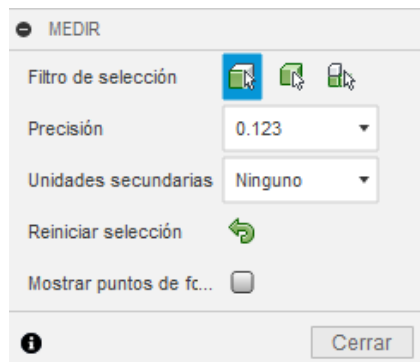 MEDIR
Filtro de selección
Precisión 0.123
Unidades secundarias Ninguno
Reiniciar selección
Mostrar puntos de fc...
Cerrar